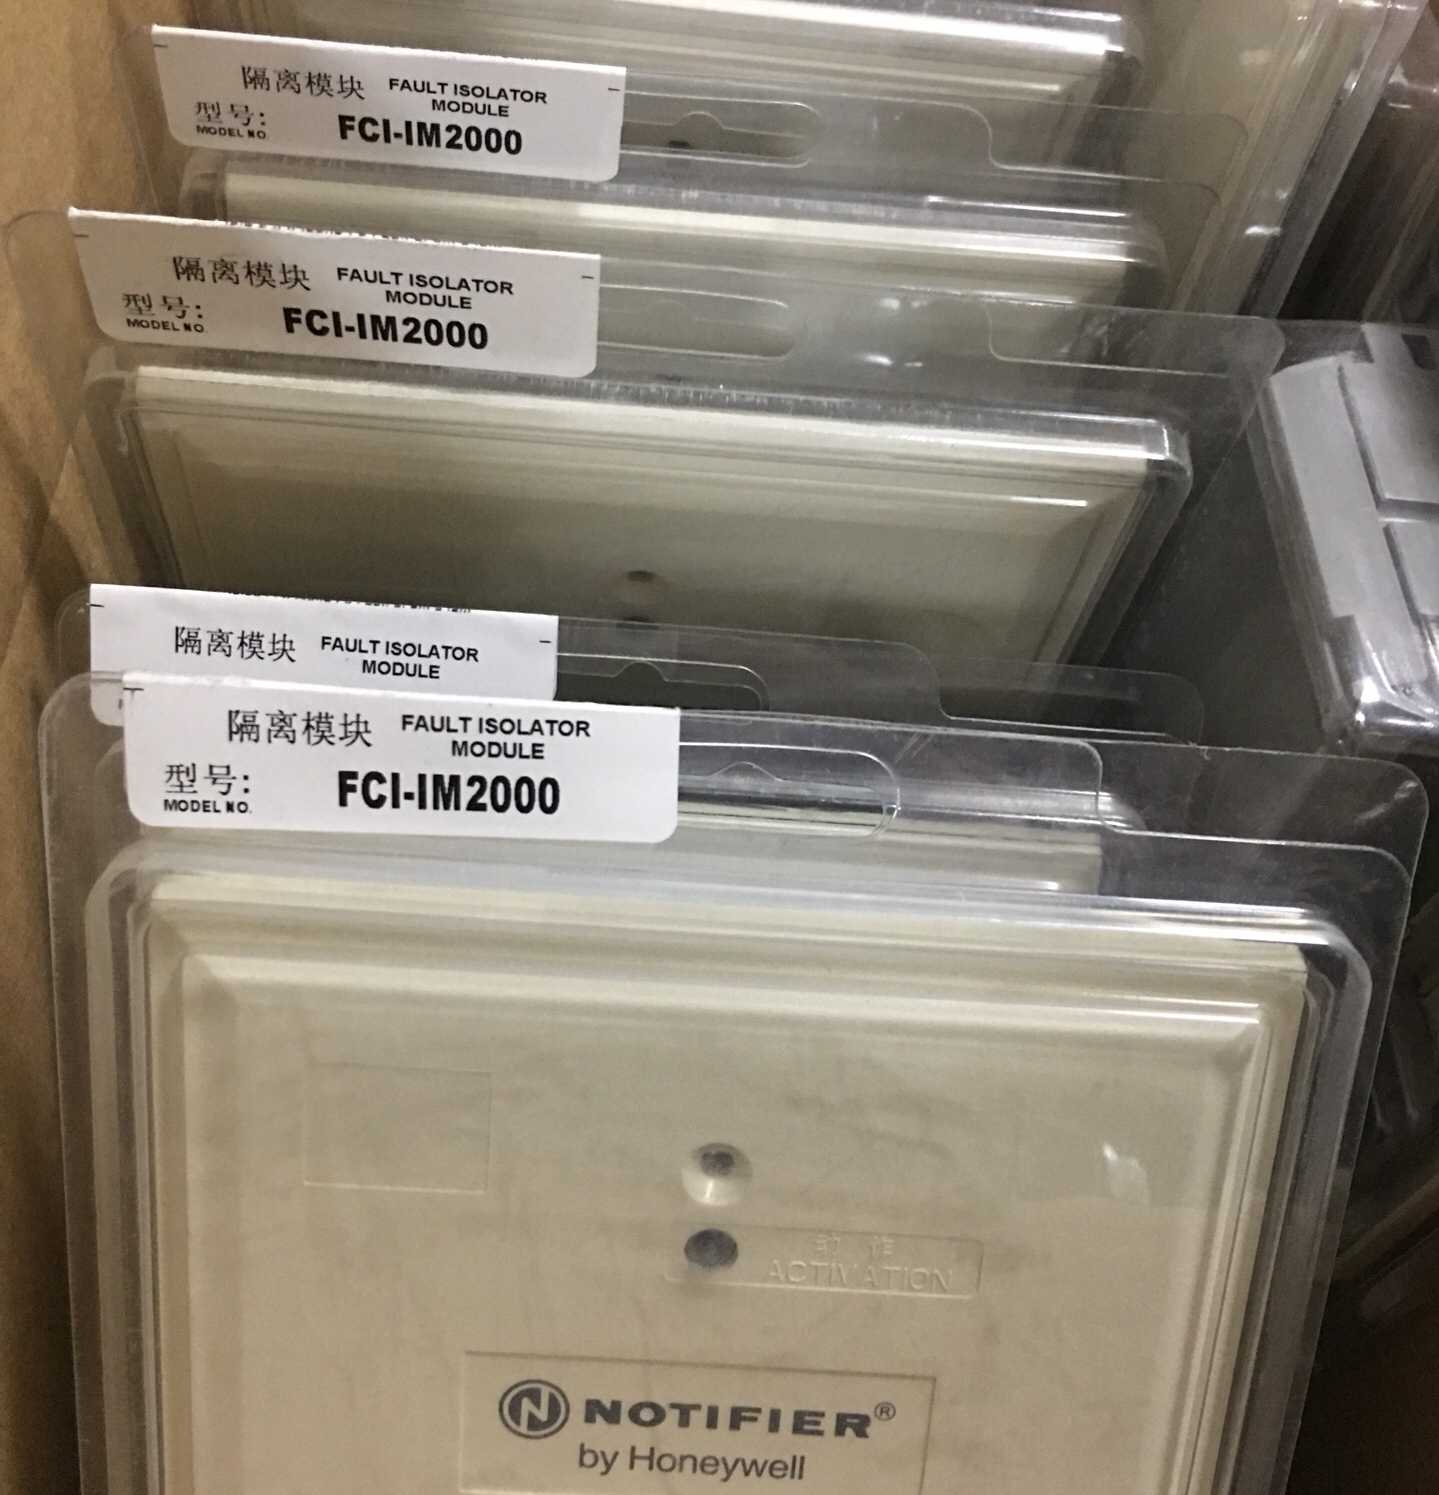 隔离模块 FAULT ISOLATOR
MODULE
型号: FCI-IM2000
MODEL NO.
隔离模块 FAULT ISOLATOR
MODULE
型号: FCI-IM2000
MODEL NO.
隔离模块 FAULT ISOLATOR
MODULE
隔离模块 FAULT ISOLATOR
MODULE
型号: FCI-IM2000
MODEL NO.
动 作
ACTIVATION
N NOTIFIER®
by Honeywell